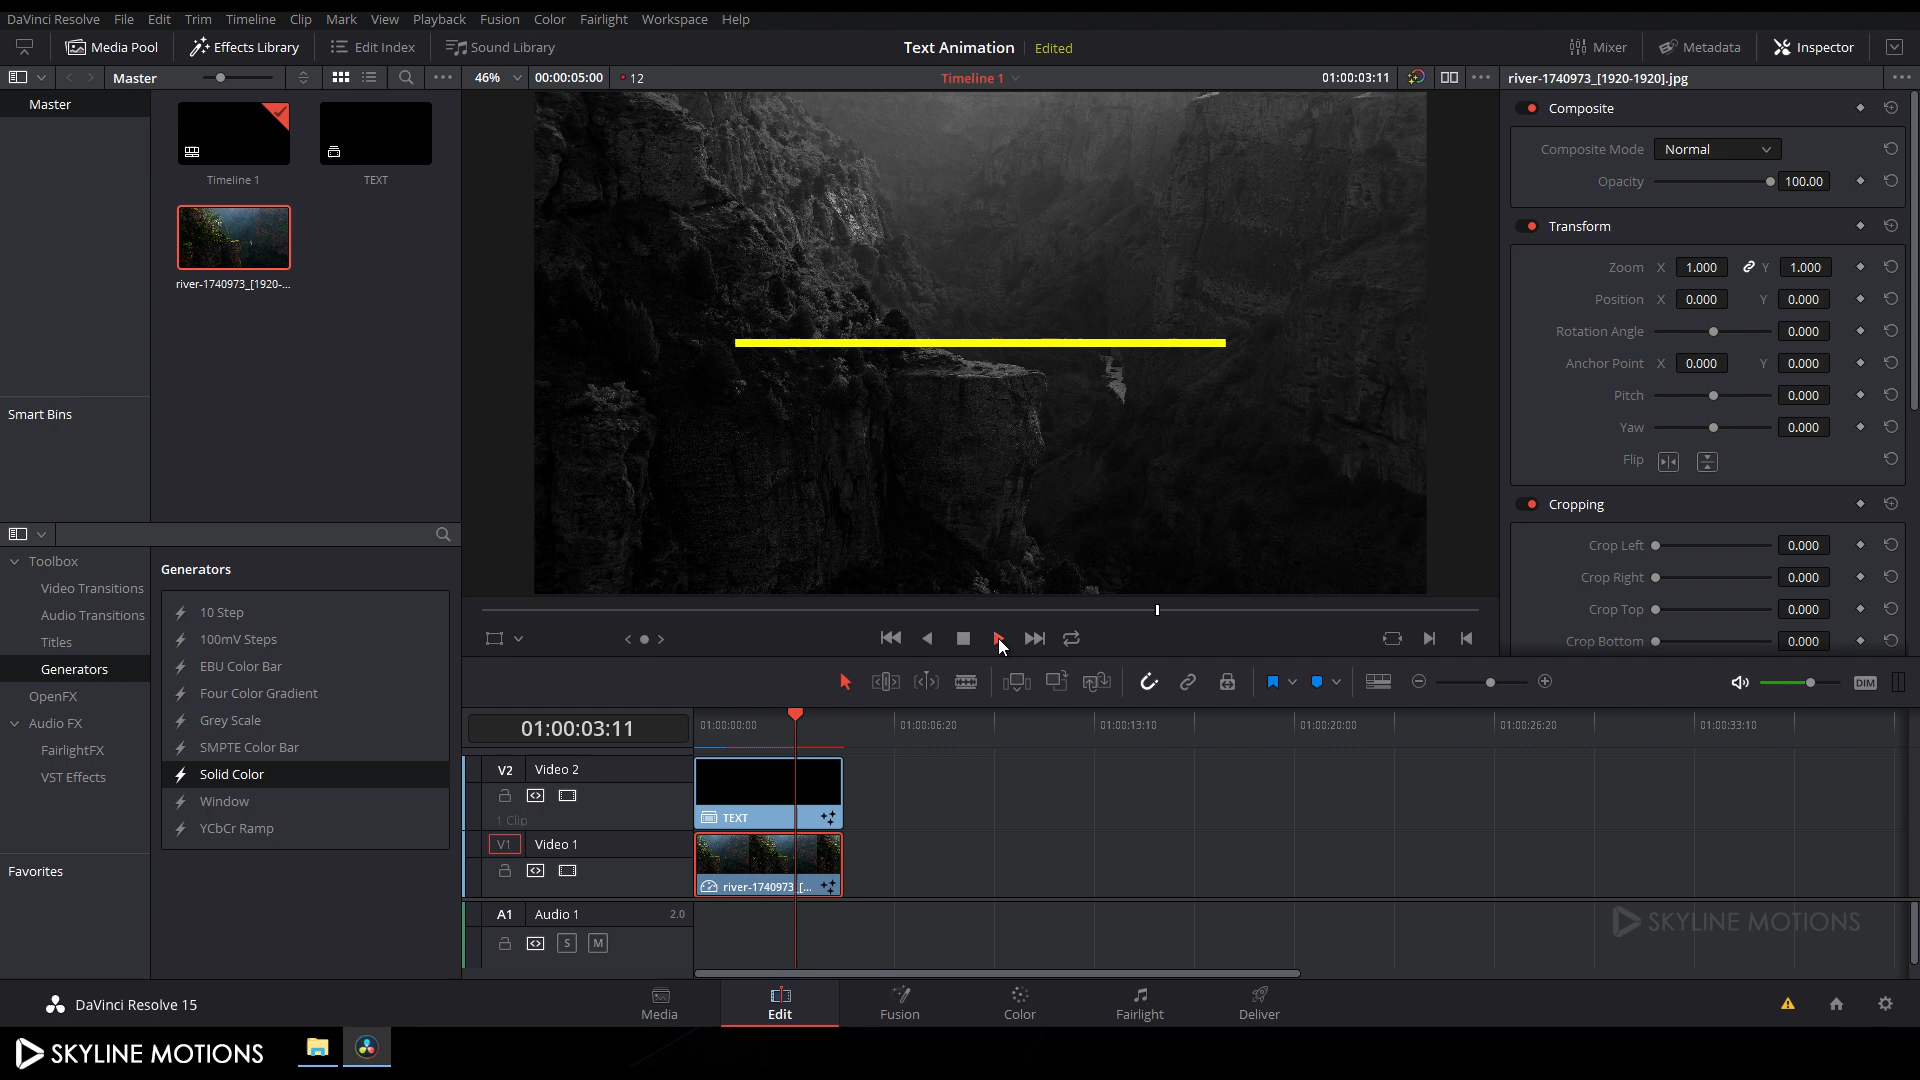 DaVinci Resolve File Edit Trim Timeline Clip Mark View Playback Fusion Color Fairlight Workspace Help
Media Pool Effects Library Edit Index Sound Library Text Animation Edited Mixer Metadata Inspector
Master 46% 00:00:05:00 12 Timeline 1 01:00:03:11 river-1740973_[1920-1920].jpg
Master
Timeline 1 TEXT
river-1740973_[1920-...
Smart Bins
Composite
Composite Mode Normal
Opacity 100.00
Transform
Zoom X 1.000 Y 1.000
Position X 0.000 Y 0.000
Rotation Angle 0.000
Anchor Point X 0.000 Y 0.000
Pitch 0.000
Yaw 0.000
Flip
Cropping
Crop Left 0.000
Crop Right 0.000
Crop Top 0.000
Crop Bottom 0.000
Toolbox
Video Transitions
Audio Transitions
Titles
Generators
OpenFX
Audio FX
FairlightFX
VST Effects
Favorites
Generators
10 Step
100mV Steps
EBU Color Bar
Four Color Gradient
Grey Scale
SMPTE Color Bar
Solid Color
Window
YCbCr Ramp
DIM
01:00:03:11 01:00:00:00 01:00:06:20 01:00:13:10 01:00:20:00 01:00:26:20 01:00:33:10
V2 Video 2
1 Clip
TEXT
V1 Video 1
river-1740973_[...
A1 Audio 1 2.0
S M
SKYLINE MOTIONS
DaVinci Resolve 15
Media Edit Fusion Color Fairlight Deliver
SKYLINE MOTIONS